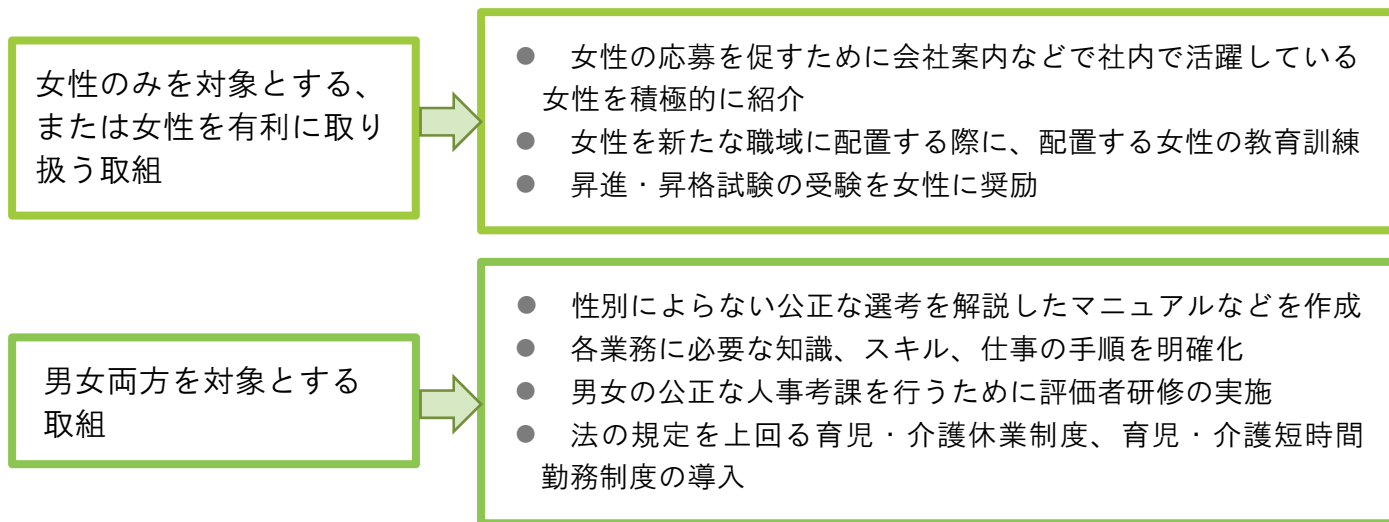 女性のみを対象とする、
または女性を有利に取り
扱う取組
● 女性の応募を促すために会社案内などで社内で活躍している
女性を積極的に紹介
● 女性を新たな職域に配置する際に、配置する女性の教育訓練
● 昇進・昇格試験の受験を女性に奨励
男女両方を対象とする
取組
● 性別によらない公正な選考を解説したマニュアルなどを作成
● 各業務に必要な知識、スキル、仕事の手順を明確化
● 男女の公正な人事考課を行うために評価者研修の実施
● 法の規定を上回る育児・介護休業制度、育児・介護短時間
勤務制度の導入